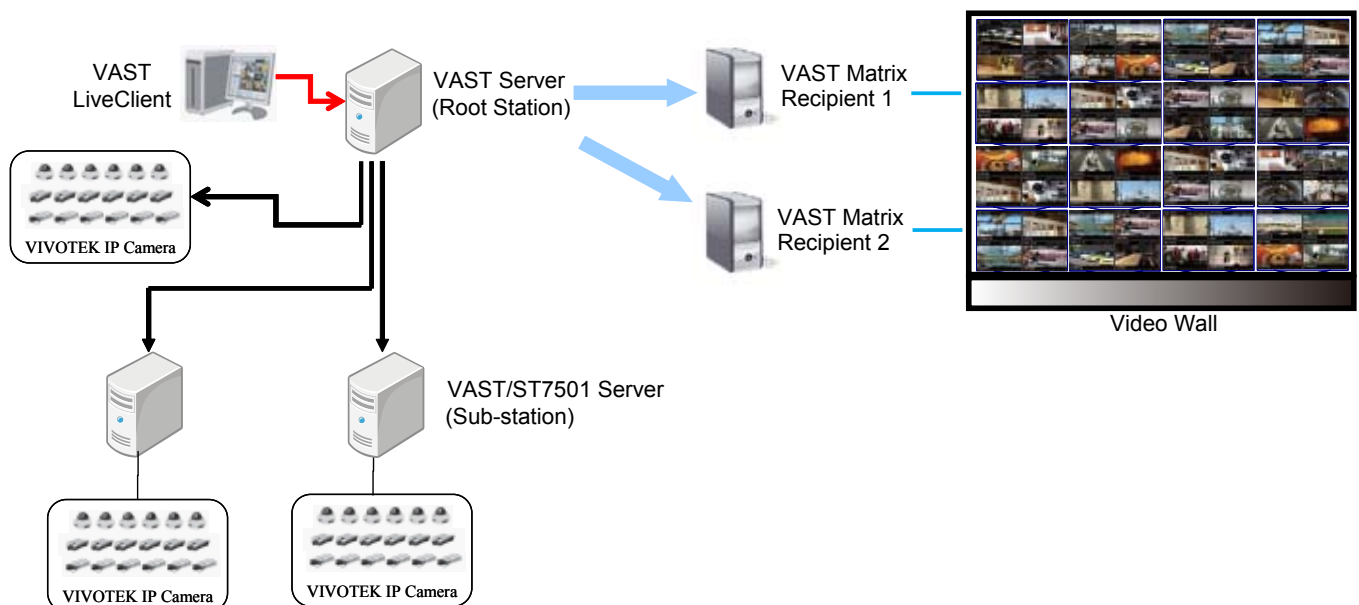 VAST
LiveClient
VAST Server
(Root Station)
VAST Matrix
Recipient 1
VIVOTEK IP Camera
VAST Matrix
Recipient 2
Video Wall
VAST/ST7501 Server
(Sub-station)
VIVOTEK IP Camera
VIVOTEK IP Camera